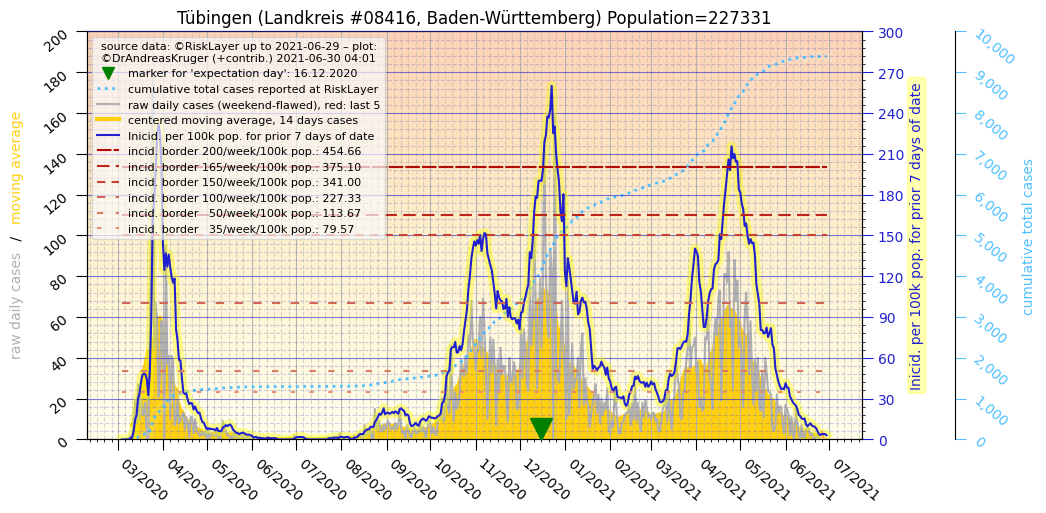 Tübingen (Landkreis #08416, Baden-Württemberg) Population=227331
source data: ©RiskLayer up to 2021-06-29 – plot:
©DrAndreasKruger (+contrib.) 2021-06-30 04:01
marker for 'expectation day': 16.12.2020
cumulative total cases reported at RiskLayer
raw daily cases (weekend-flawed), red: last 5
centered moving average, 14 days cases
Inicid. per 100k pop. for prior 7 days of date
incid. border 200/week/100k pop.: 454.66
incid. border 165/week/100k pop.: 375.10
incid. border 150/week/100k pop.: 341.00
incid. border 100/week/100k pop.: 227.33
incid. border   50/week/100k pop.: 113.67
incid. border   35/week/100k pop.: 79.57
raw daily cases / moving average
200
180
160
140
120
100
80
60
40
20
0
300
270
240
210
180
150
120
90
60
30
0
Inicid. per 100k pop. for prior 7 days of date
10,000
9,000
8,000
7,000
6,000
5,000
4,000
3,000
2,000
1,000
0
cumulative total cases
03/2020
04/2020
05/2020
06/2020
07/2020
08/2020
09/2020
10/2020
11/2020
12/2020
01/2021
02/2021
03/2021
04/2021
05/2021
06/2021
07/2021